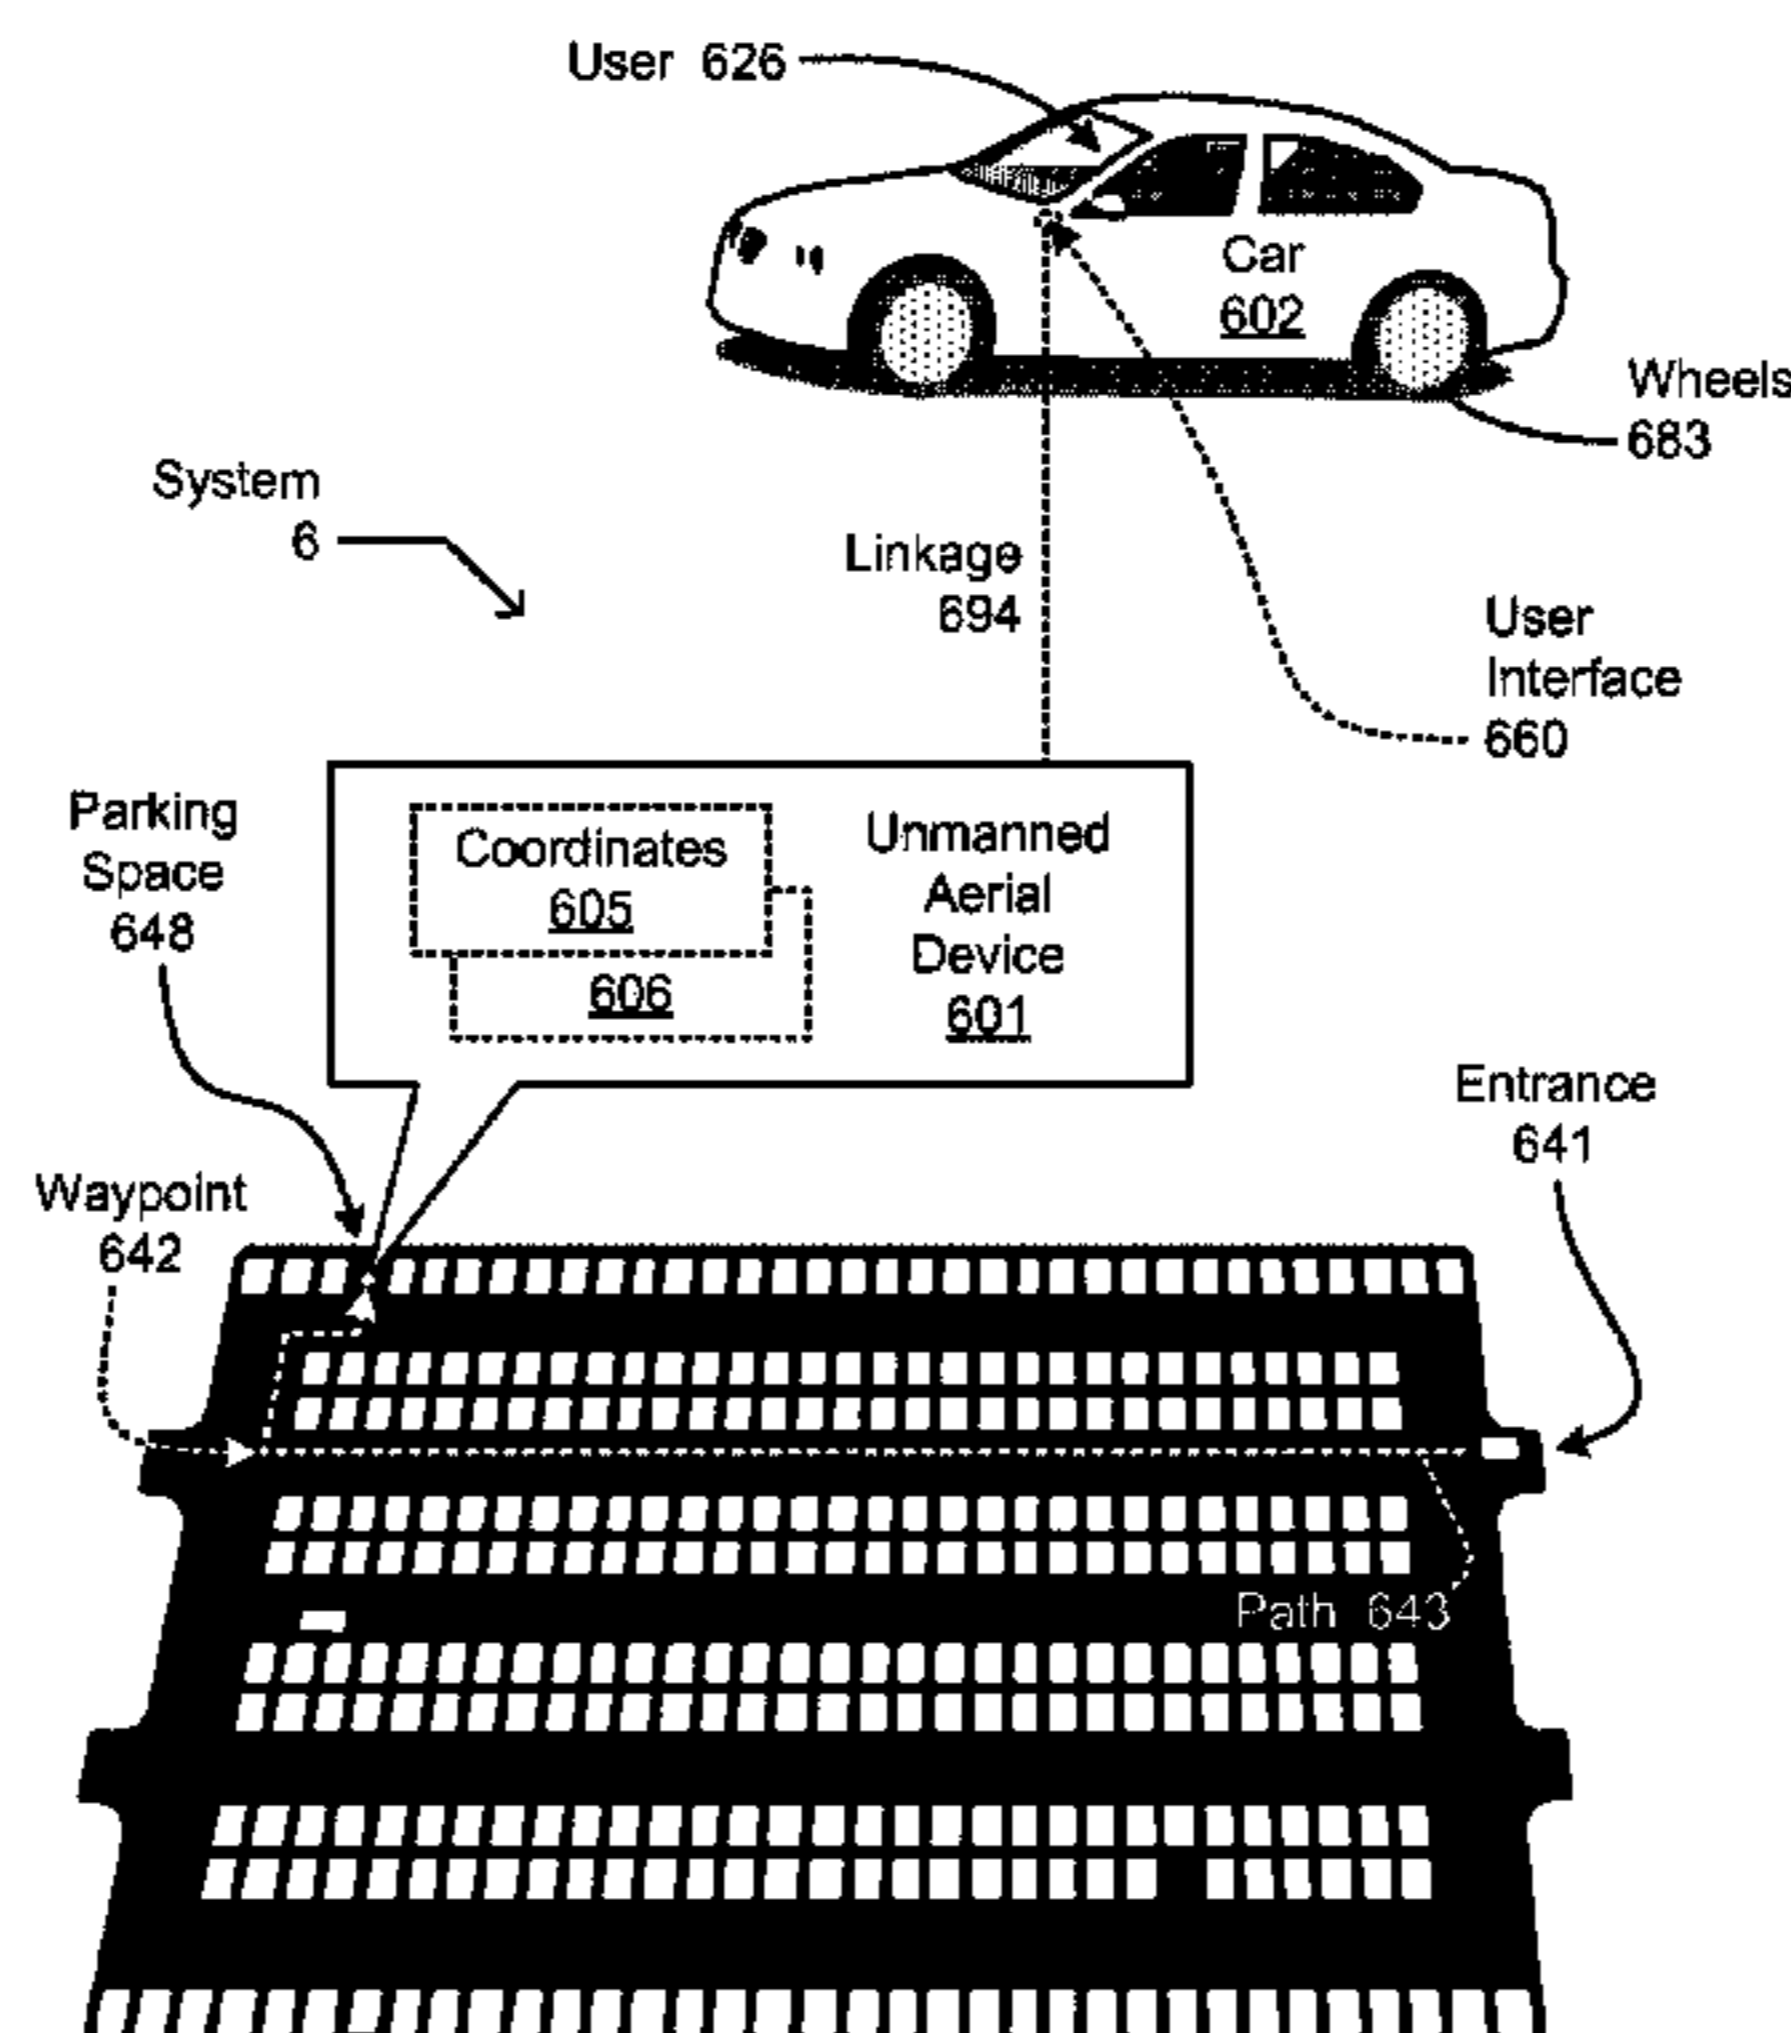 User 626
Car
602
Wheels
683
System
6
Linkage
694
User
Interface
660
Parking
Space
648
Coordinates
605
606
Unmanned
Aerial
Device
601
Entrance
641
Waypoint
642
Path 643